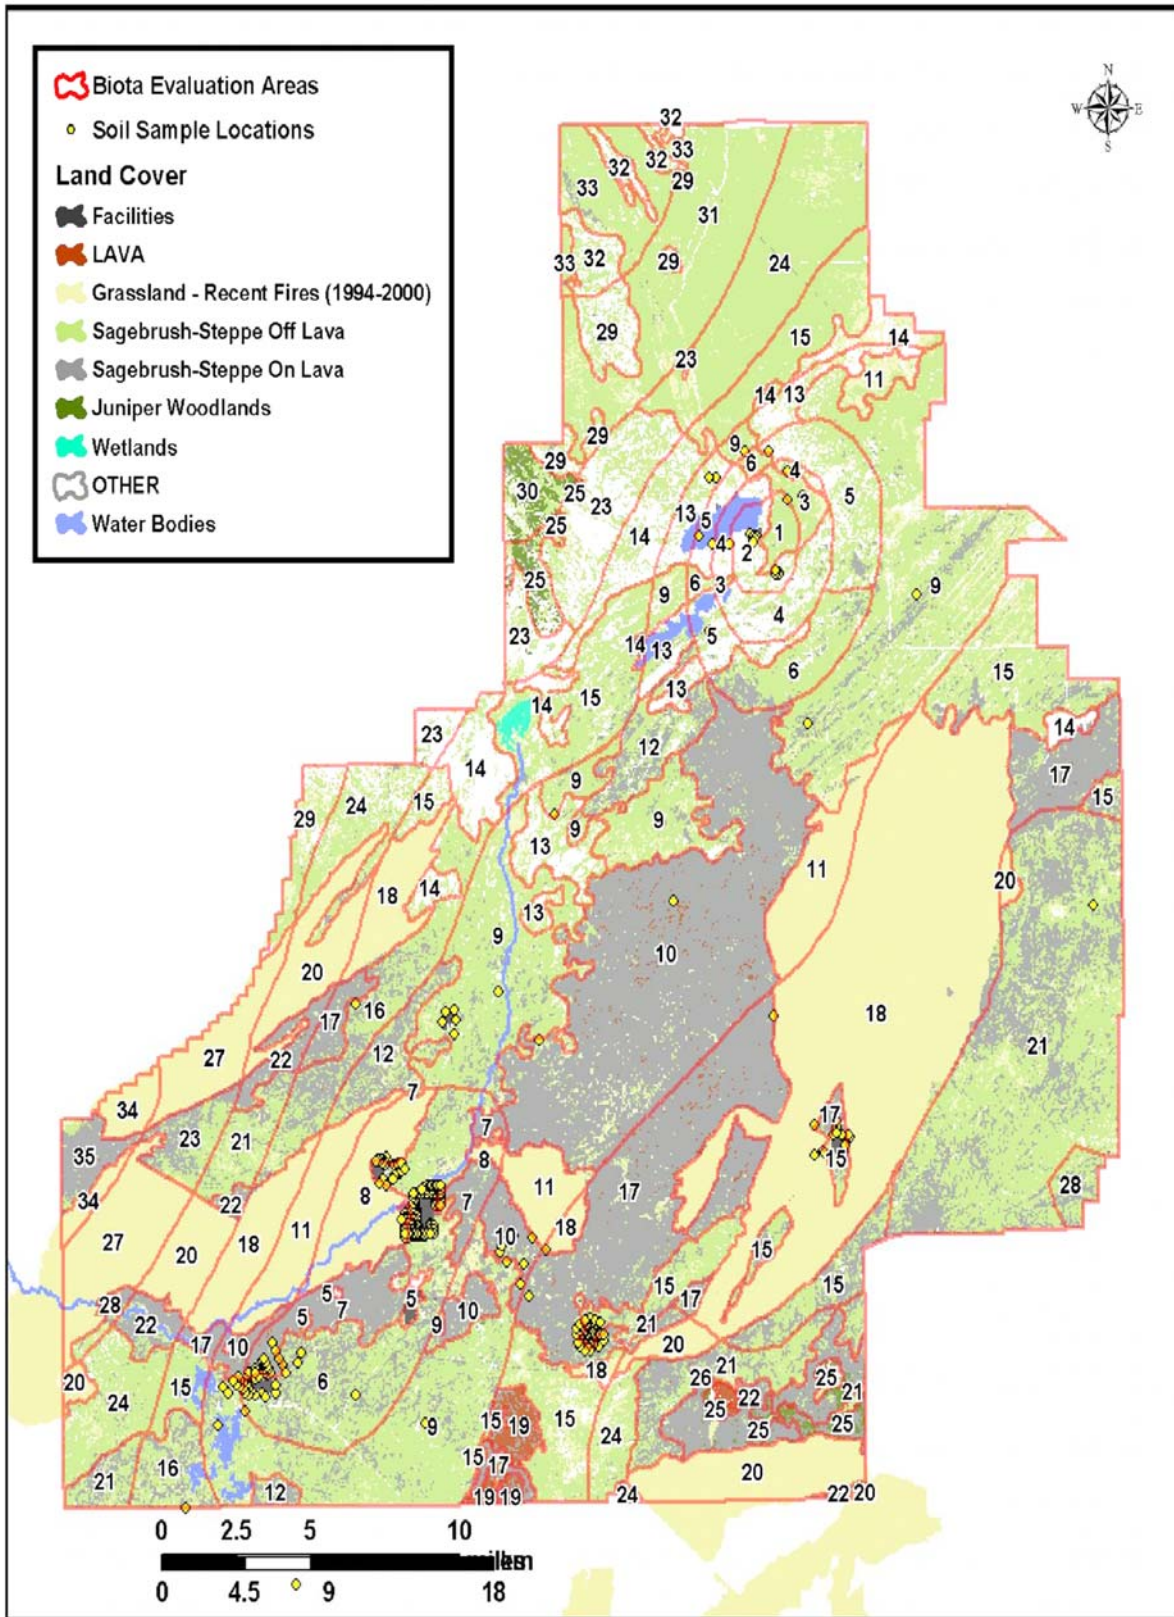 N
W E
S
Biota Evaluation Areas
Soil Sample Locations
Land Cover
Facilities
LAVA
Grassland - Recent Fires (1994-2000)
Sagebrush-Steppe Off Lava
Sagebrush-Steppe On Lava
Juniper Woodlands
Wetlands
OTHER
Water Bodies
32
32 32 33
33 29
31
33 32 29 24
29 15 14
23 11
14 13
29 9
29 6 4
30 25 23 13 5 3 5
25 14 4 2 1
25 9 6 3 9
23 14 13 5 4
13 6 15
14 15
23 12 14
14 9 17
29 24 15 9 9 15
13 11
18 14 20
13
9 10
20
17 16 18
22 12 21
27
7
34 17
23 21 7 15
35 8
34 22 8 11 17 28
7
27 20 18 11 10 18
15
15 15
28 5 5 17
22 5 7 10 21
17 10 9 20
20 18 21
24 15 6 26 22 25 21
25 25 25
15 19 15 24
9
15 17
21 16 20
12 19 19 24 22 20
0 2.5 5 10
0 4.5 9 18